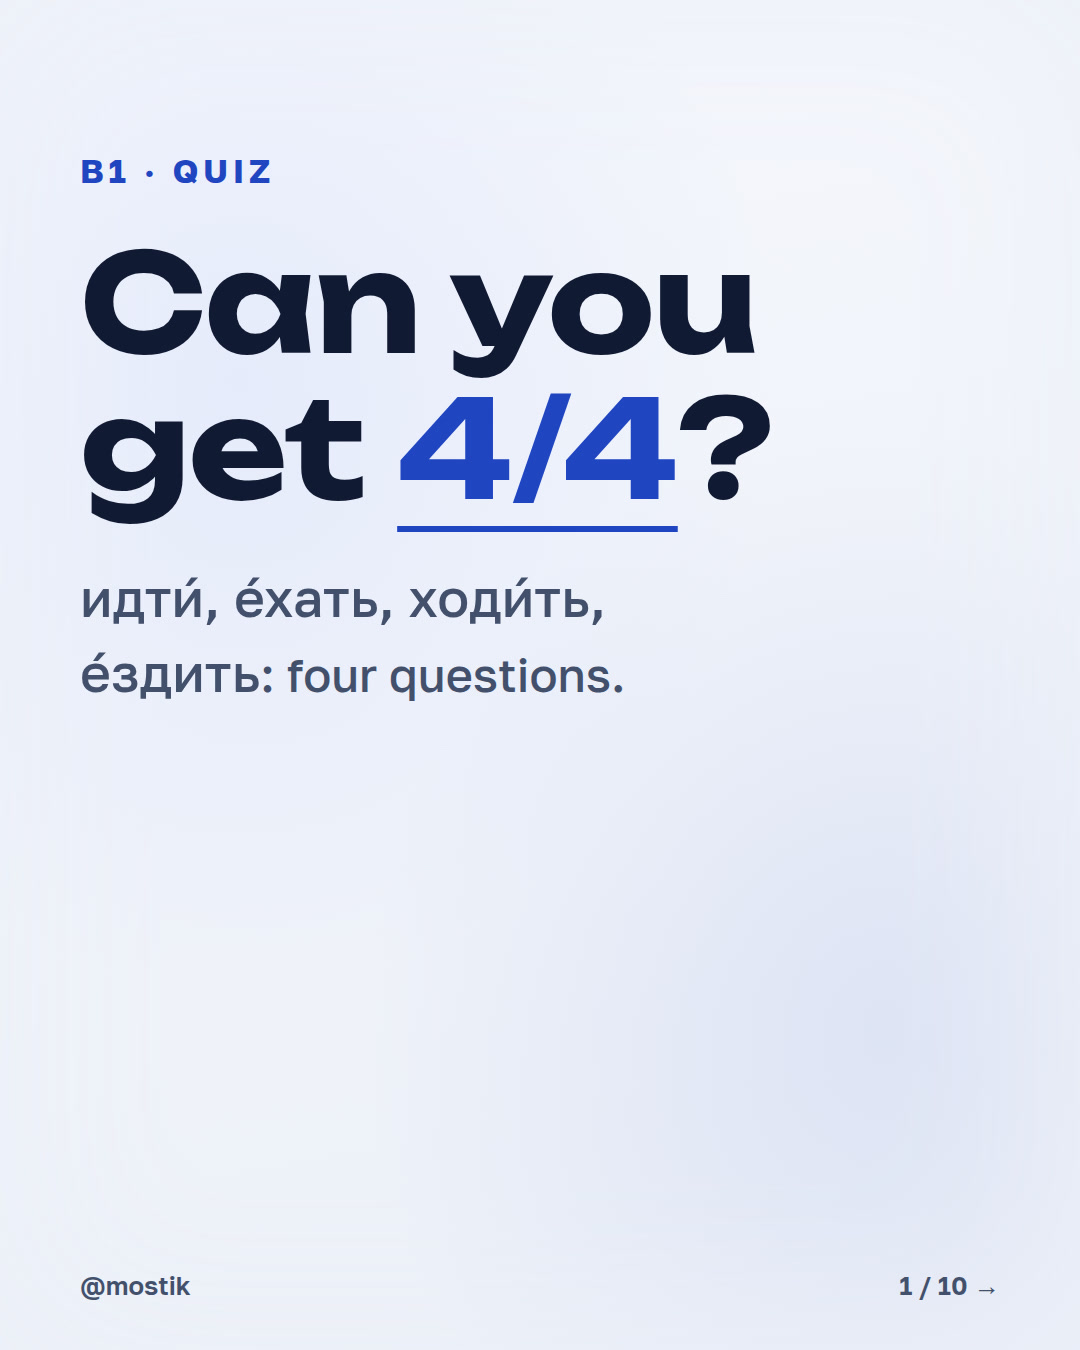 B1 · QUIZ
Can you
get 4/4?
идти́, е́хать, ходи́ть,
е́здить: four questions.
@mostik
1 / 10 →